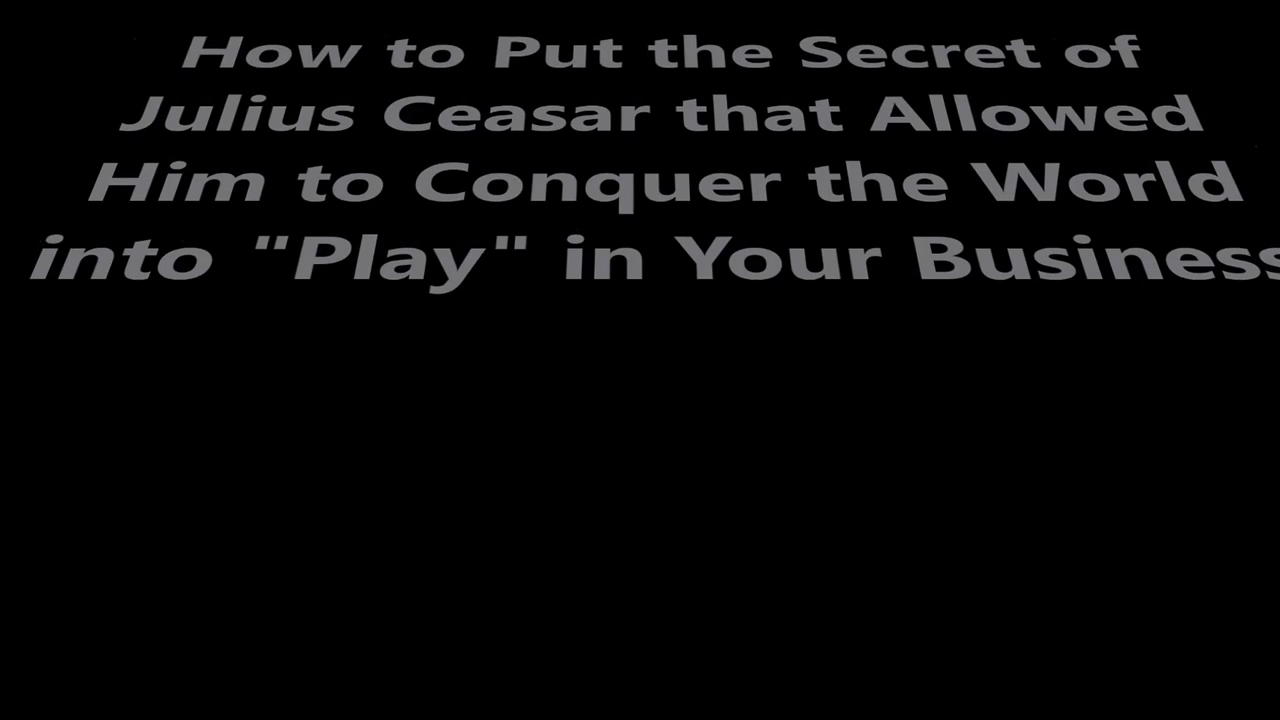 How to Put the Secret of
Julius Ceasar that Allowed
Him to Conquer the World
into "Play" in Your Business